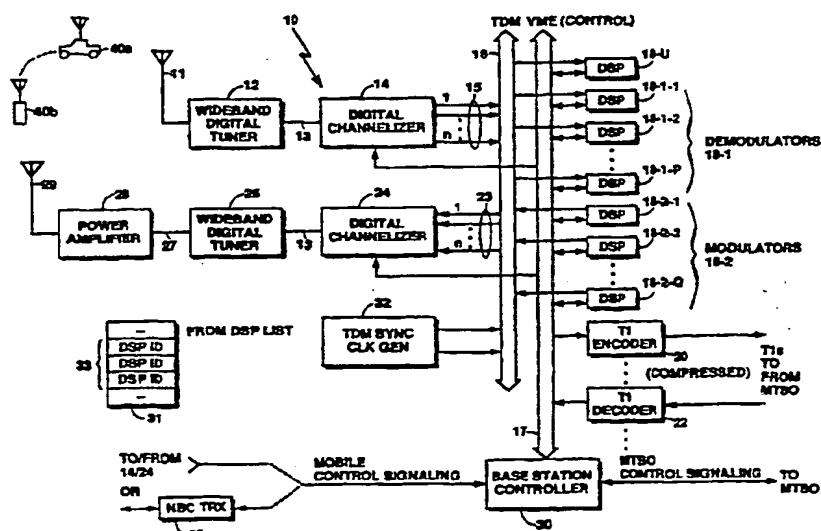 TDM VME (CONTROL)
10
40a
40b
11
12
WIDEBAND DIGITAL TUNER
13
14
DIGITAL CHANNELIZER
1
n
15
16
18-U
DSP
18-1-1
DSP
18-1-2
DSP
18-1-P
DSP
DEMODULATORS
18-1
29
28
POWER AMPLIFIER
27
WIDEBAND DIGITAL TUNER
24
DIGITAL CHANNELIZER
1
n
23
18-2-1
DSP
18-2-2
DSP
18-2-Q
DSP
MODULATORS
18-2
32
TDM SYNC
CLK GEN
FROM DSP LIST
DSP ID
DSP ID
DSP ID
33
31
T1
ENCODER
20
(COMPRESSED)
T1s
TO
FROM
MTSO
T1
DECODER
22
17
TO/FROM
14/24
OR
NBC TRX
MOBILE
CONTROL SIGNALING
BASE STATION
CONTROLLER
30
MTSO
CONTROL SIGNALING
TO
MTSO